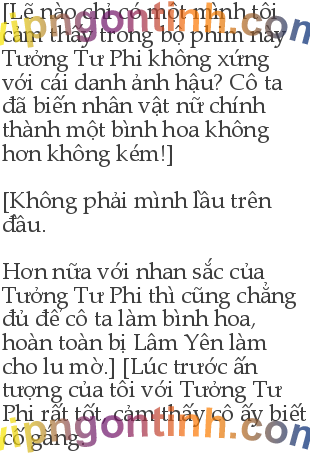 [Lẽ nào chỉ có một mình tôi
cảm thấy trong bộ phim này
Tưởng Tư Phi không xứng
với cái danh ảnh hậu? Cô ta
đã biến nhân vật nữ chính
thành một bình hoa không
hơn không kém!]
[Không phải mình lầu trên
đâu.
Hơn nữa với nhan sắc của
Tưởng Tư Phi thì cũng chẳng
đủ để cô ta làm bình hoa,
hoàn toàn bị Lâm Yên làm
cho lu mờ.] [Lúc trước ấn
tượng của tôi với Tưởng Tư
Phi rất tốt, cảm thấy cô ấy biết
cố gắng
vipngontinh.com
vipngontinh.com